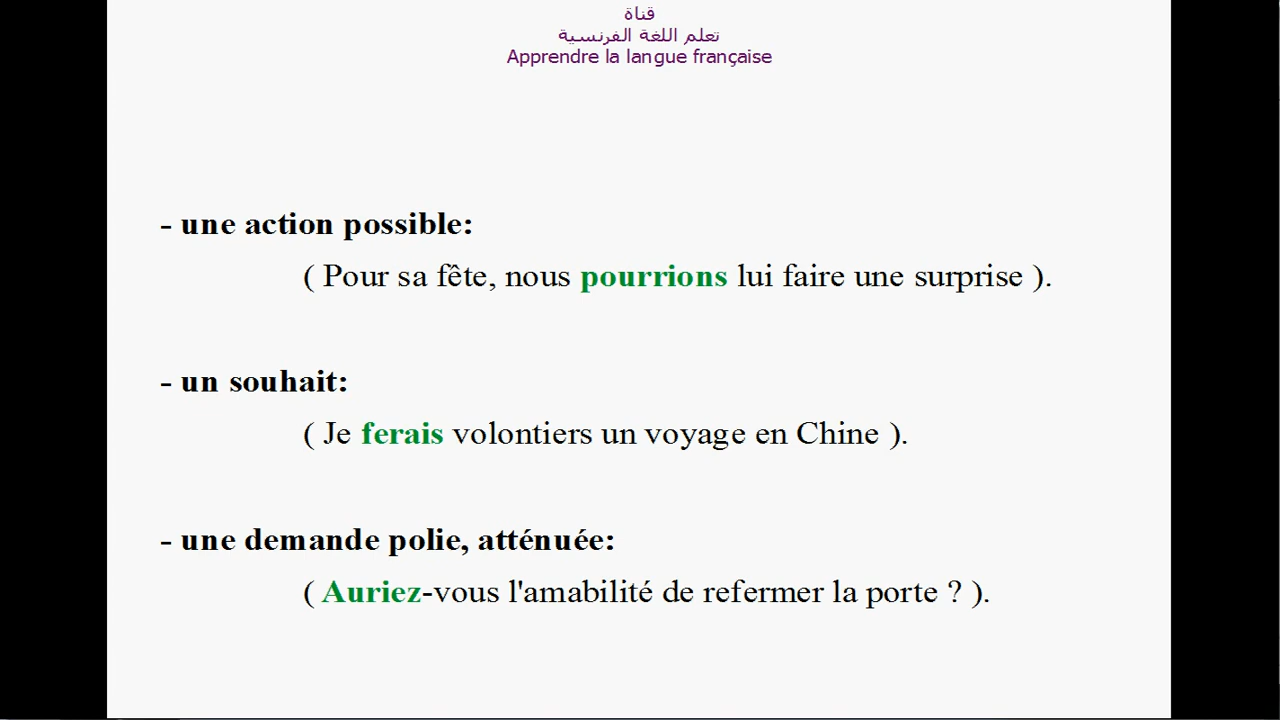 قناة
تعلم اللغة الفرنسية
Apprendre la langue française
- une action possible:
( Pour sa fête, nous pourrions lui faire une surprise ).
- un souhait:
( Je ferais volontiers un voyage en Chine ).
- une demande polie, atténuée:
( Auriez-vous l'amabilité de refermer la porte ? ).